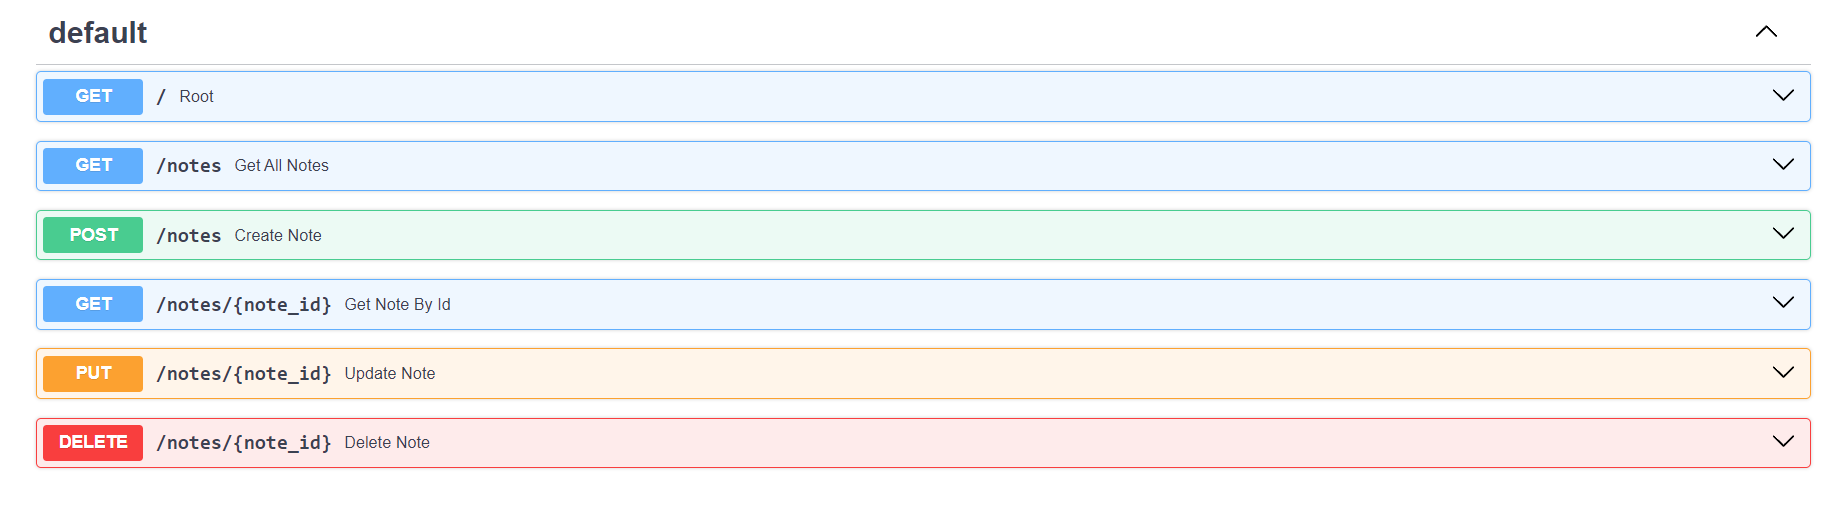 default
GET / Root
GET /notes Get All Notes
POST /notes Create Note
GET /notes/{note_id} Get Note By Id
PUT /notes/{note_id} Update Note
DELETE /notes/{note_id} Delete Note